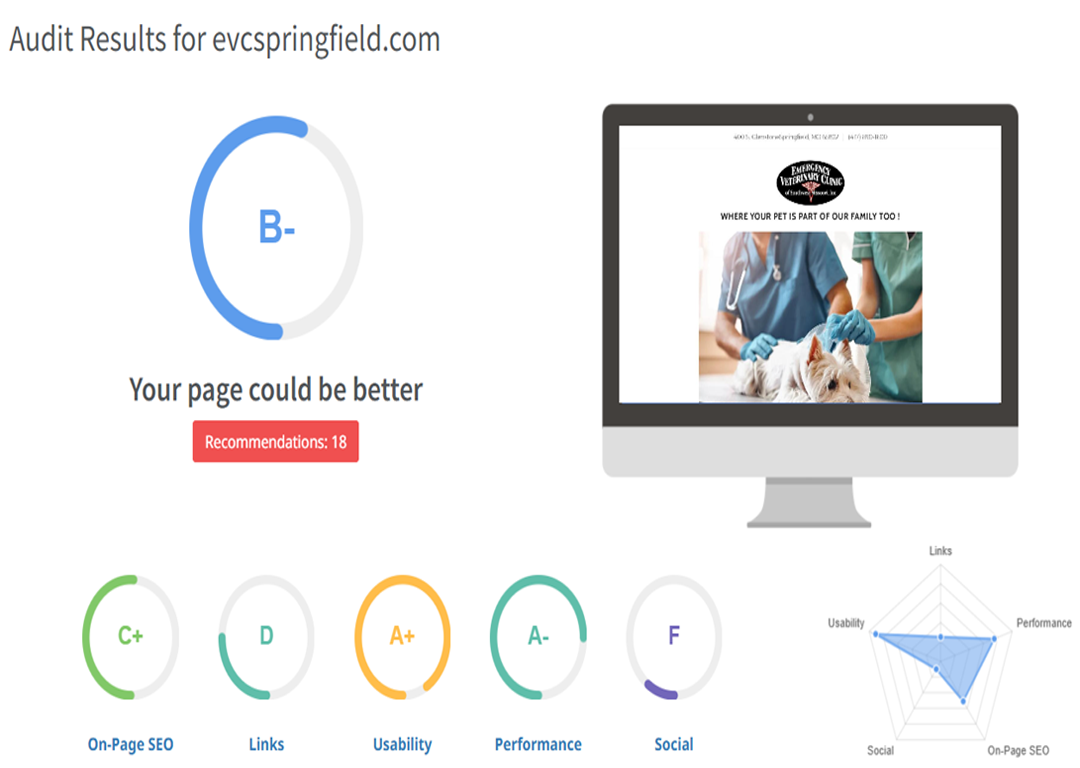 Audit Results for evcspringfield.com
B-
Your page could be better
Recommendations: 18
EMERGENCY
VETERINARY CLINIC
WHERE YOUR PET IS PART OF OUR FAMILY TOO !
C+
D
A+
A-
F
On-Page SEO
Links
Usability
Performance
Social
Links
Usability
Performance
Social
On-Page SEO